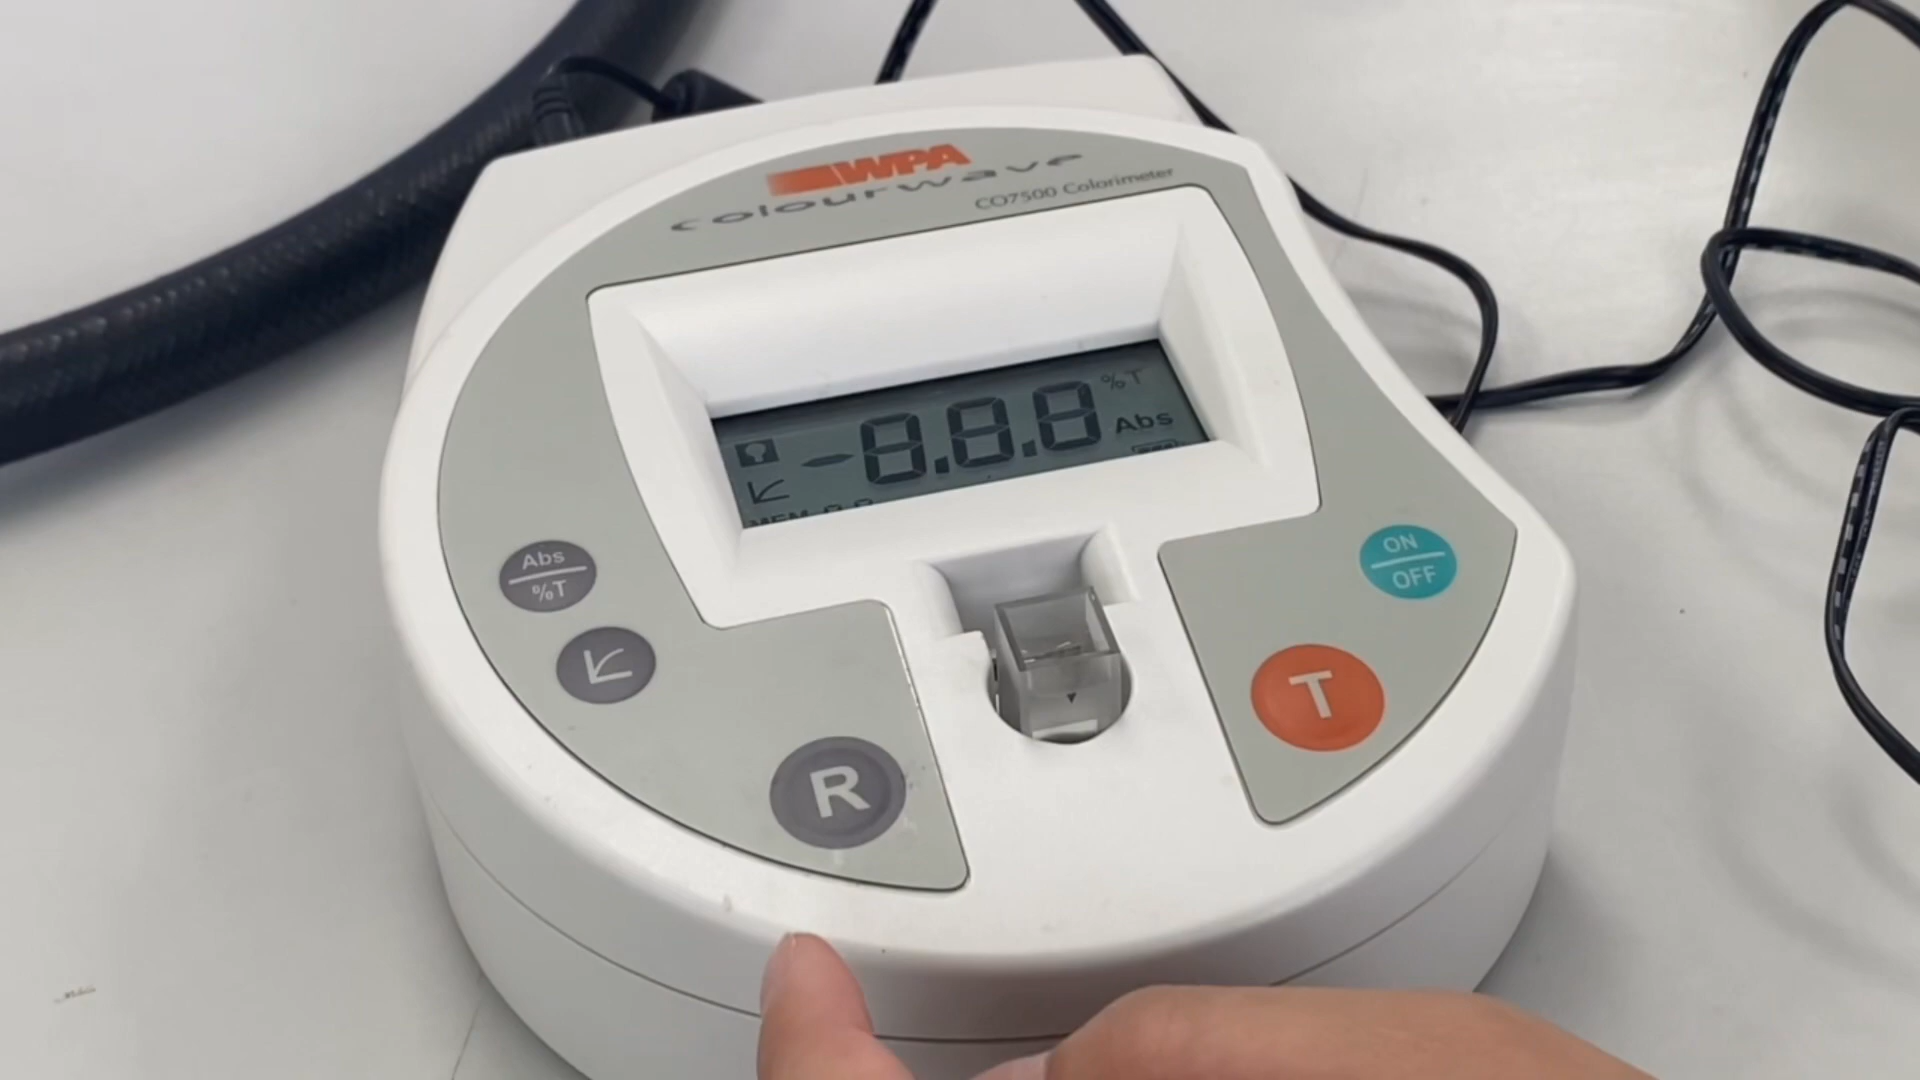 WPA
colourwave
CO7500 Colorimeter
-8.8.8 %T Abs
Abs
%T
R
ON
OFF
T